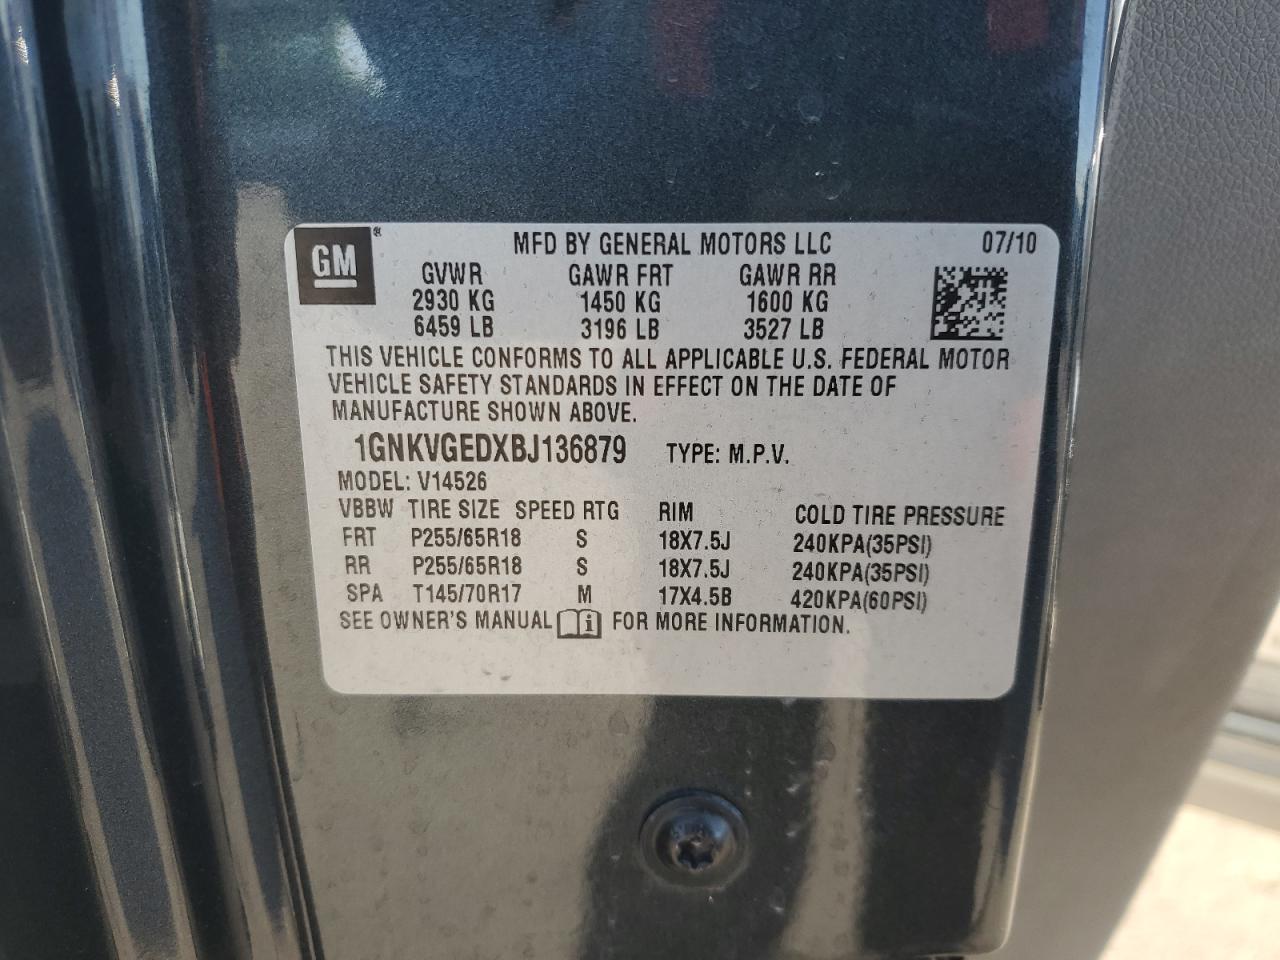 GM®
MFD BY GENERAL MOTORS LLC 07/10
GVWR GAWR FRT GAWR RR
2930 KG 1450 KG 1600 KG
6459 LB 3196 LB 3527 LB
THIS VEHICLE CONFORMS TO ALL APPLICABLE U.S. FEDERAL MOTOR
VEHICLE SAFETY STANDARDS IN EFFECT ON THE DATE OF
MANUFACTURE SHOWN ABOVE.
1GNKVGEDXBJ136879 TYPE: M.P.V.
MODEL: V14526
VBBW TIRE SIZE SPEED RTG RIM COLD TIRE PRESSURE
FRT P255/65R18 S 18X7.5J 240KPA(35PSI)
RR P255/65R18 S 18X7.5J 240KPA(35PSI)
SPA T145/70R17 M 17X4.5B 420KPA(60PSI)
SEE OWNER'S MANUAL i FOR MORE INFORMATION.